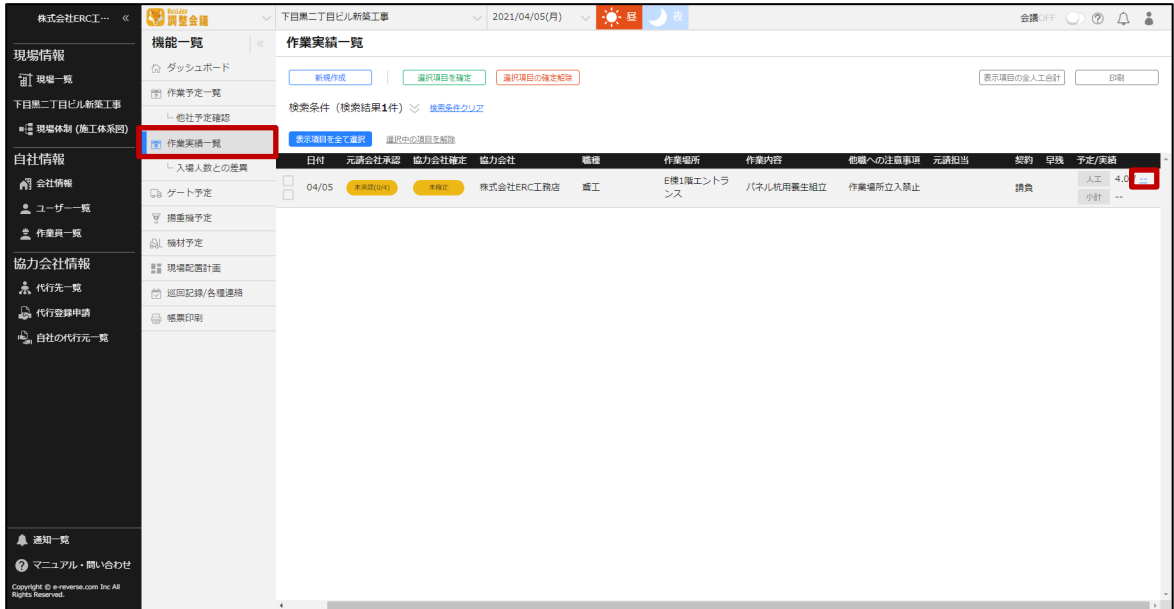 株式会社ERC工…
現場情報
現場一覧
下目黒二丁目ビル新築工事
現場体制 (施工体系図)
自社情報
会社情報
ユーザー一覧
作業員一覧
協力会社情報
代行先一覧
代行登録申請
自社の代行元一覧
通知一覧
マニュアル・問い合わせ
Copyright © e-reverse.com Inc All
Rights Reserved.
調整会議
下目黒二丁目ビル新築工事
2021/04/05(月)
昼
夜
会議OFF
機能一覧
ダッシュボード
作業予定一覧
他社予定確認
作業実績一覧
入場人数との差異
ゲート予定
揚重機予定
機材予定
現場配置計画
巡回記録/各種連絡
帳票印刷
作業実績一覧
新規作成 選択項目を確定 選択項目の確定解除 表示項目の全人工合計 印刷
検索条件 (検索結果1件) 検索条件クリア
表示項目を全て選択 選択中の項目を解除
日付 元請会社承認 協力会社確定 協力会社 職種 作業場所 作業内容 他職への注意事項 元請担当 契約 早残 予定/実績
04/05 未承認(0/4) 未確定 株式会社ERC工務店 鳶工 E棟1階エントラ パネル杭用養生組立 作業場所立入禁止 請負 人工 4.0 --
ンス 小計 --